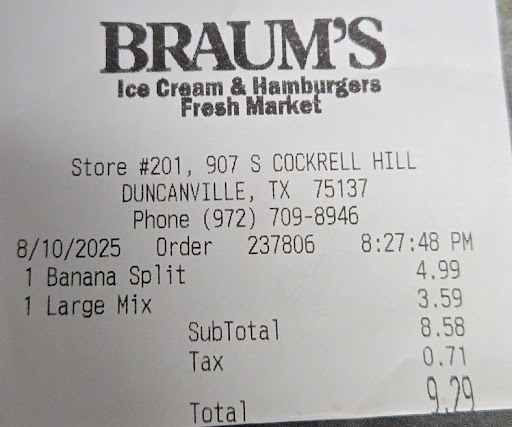 BRAUM'S
Ice Cream & Hamburgers
Fresh Market
Store #201, 907 S COCKRELL HILL
DUNCANVILLE, TX 75137
Phone (972) 709-8946
8/10/2025 Order 237806 8:27:48 PM
1 Banana Split 4.99
1 Large Mix 3.59
SubTotal 8.58
Tax 0.71
Total 9.29